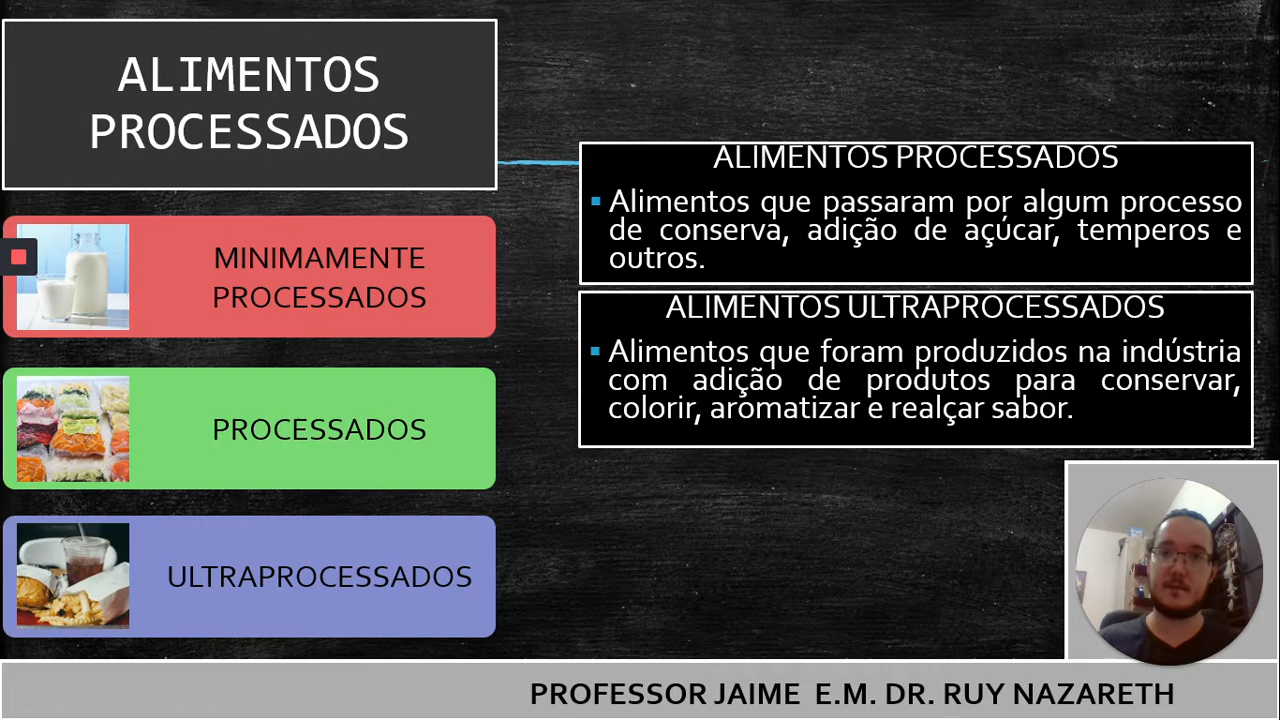 ALIMENTOS
PROCESSADOS
MINIMAMENTE
PROCESSADOS
PROCESSADOS
ULTRAPROCESSADOS
ALIMENTOS PROCESSADOS
▪ Alimentos que passaram por algum processo
de conserva, adição de açúcar, temperos e
outros.
ALIMENTOS ULTRAPROCESSADOS
▪ Alimentos que foram produzidos na indústria
com adição de produtos para conservar,
colorir, aromatizar e realçar sabor.
PROFESSOR JAIME E.M. DR. RUY NAZARETH